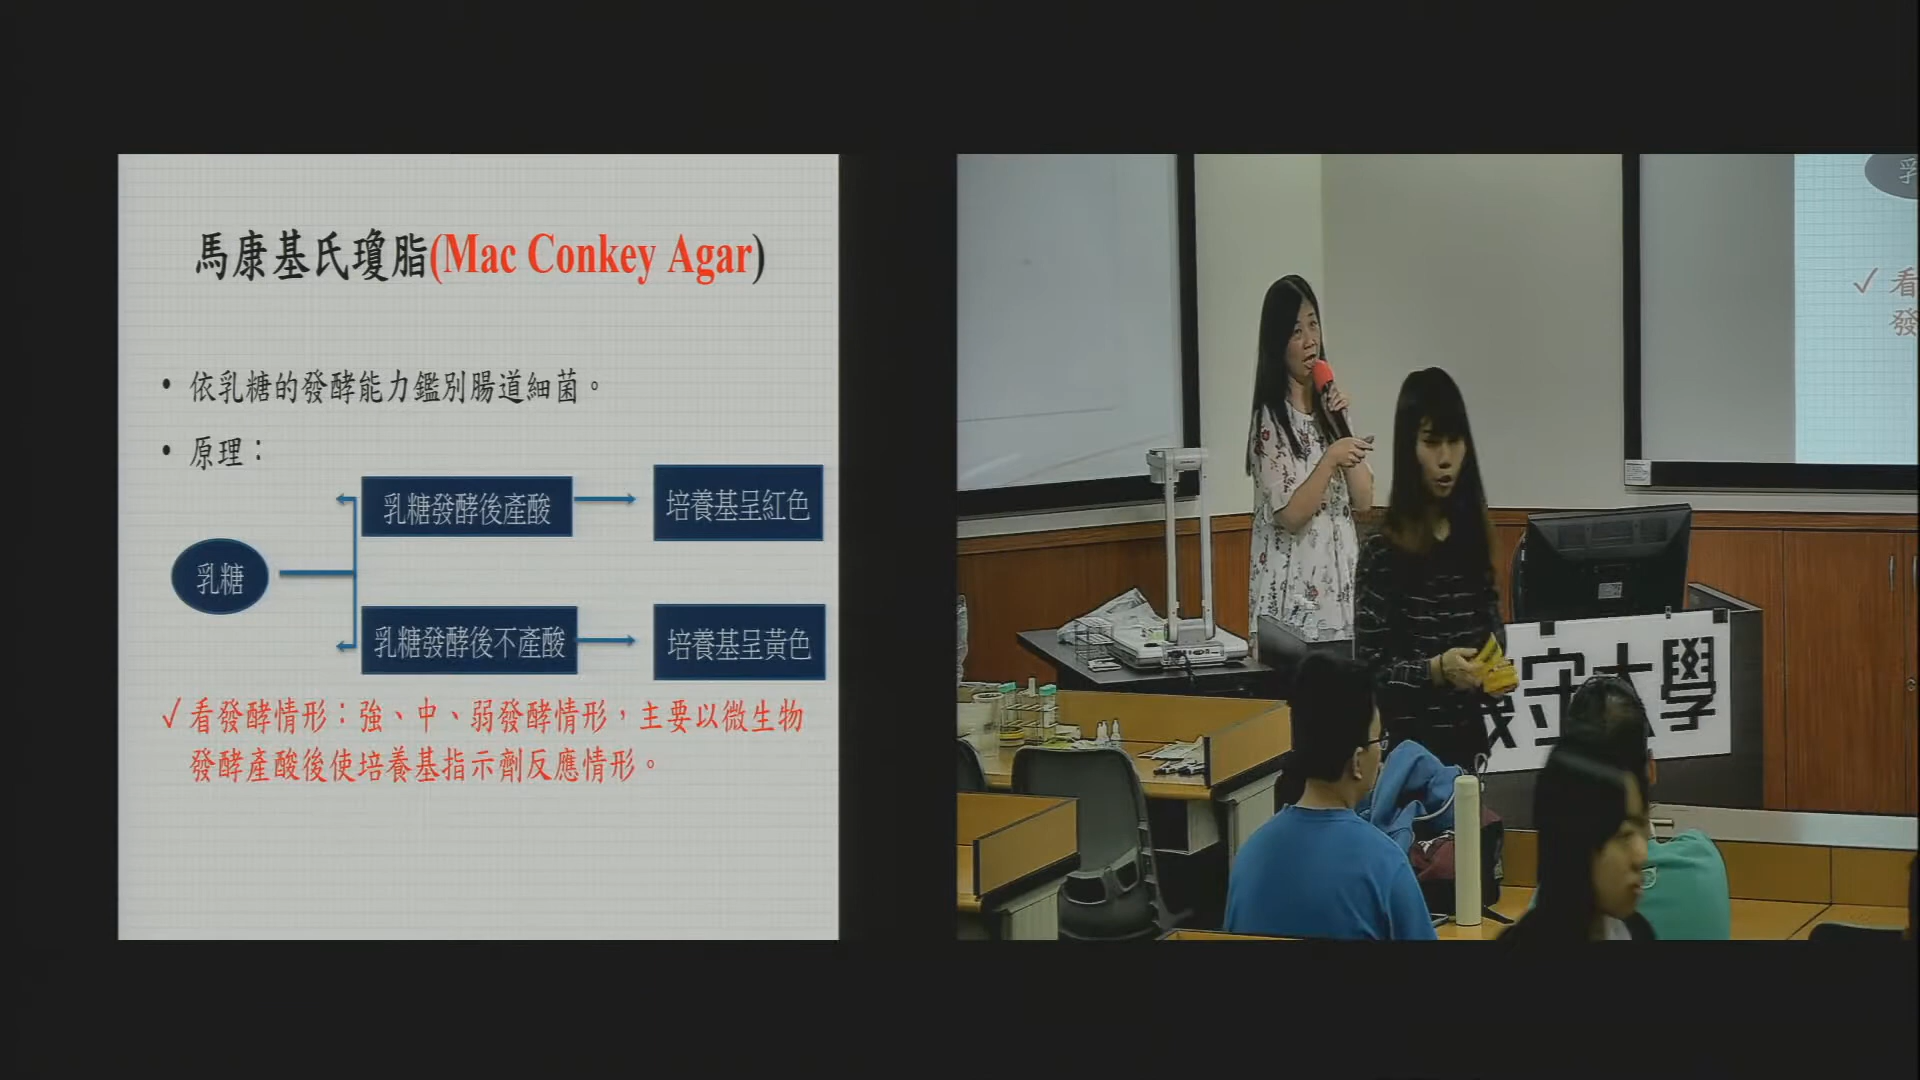 馬康基氏瓊脂(Mac Conkey Agar)
• 依乳糖的發酵能力鑑別腸道細菌。
• 原理：
乳糖
乳糖發酵後產酸
培養基呈紅色
乳糖發酵後不產酸
培養基呈黃色
√ 看發酵情形：強、中、弱發酵情形，主要以微生物
發酵產酸後使培養基指示劑反應情形。
√ 看
發
守大學